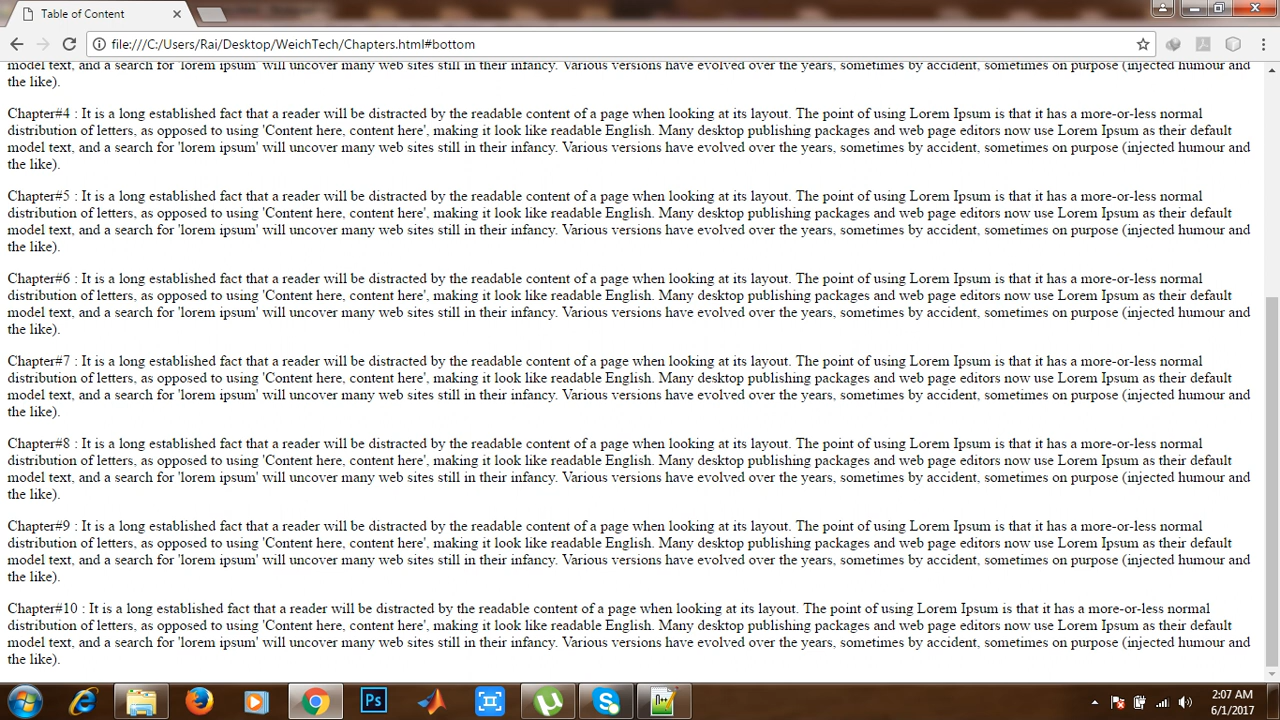 Table of Content
file:///C:/Users/Rai/Desktop/WeichTech/Chapters.html#bottom
model text, and a search for 'lorem ipsum' will uncover many web sites still in their infancy. Various versions have evolved over the years, sometimes by accident, sometimes on purpose (injected humour and
the like).
Chapter#4 : It is a long established fact that a reader will be distracted by the readable content of a page when looking at its layout. The point of using Lorem Ipsum is that it has a more-or-less normal
distribution of letters, as opposed to using 'Content here, content here', making it look like readable English. Many desktop publishing packages and web page editors now use Lorem Ipsum as their default
model text, and a search for 'lorem ipsum' will uncover many web sites still in their infancy. Various versions have evolved over the years, sometimes by accident, sometimes on purpose (injected humour and
the like).
Chapter#5 : It is a long established fact that a reader will be distracted by the readable content of a page when looking at its layout. The point of using Lorem Ipsum is that it has a more-or-less normal
distribution of letters, as opposed to using 'Content here, content here', making it look like readable English. Many desktop publishing packages and web page editors now use Lorem Ipsum as their default
model text, and a search for 'lorem ipsum' will uncover many web sites still in their infancy. Various versions have evolved over the years, sometimes by accident, sometimes on purpose (injected humour and
the like).
Chapter#6 : It is a long established fact that a reader will be distracted by the readable content of a page when looking at its layout. The point of using Lorem Ipsum is that it has a more-or-less normal
distribution of letters, as opposed to using 'Content here, content here', making it look like readable English. Many desktop publishing packages and web page editors now use Lorem Ipsum as their default
model text, and a search for 'lorem ipsum' will uncover many web sites still in their infancy. Various versions have evolved over the years, sometimes by accident, sometimes on purpose (injected humour and
the like).
Chapter#7 : It is a long established fact that a reader will be distracted by the readable content of a page when looking at its layout. The point of using Lorem Ipsum is that it has a more-or-less normal
distribution of letters, as opposed to using 'Content here, content here', making it look like readable English. Many desktop publishing packages and web page editors now use Lorem Ipsum as their default
model text, and a search for 'lorem ipsum' will uncover many web sites still in their infancy. Various versions have evolved over the years, sometimes by accident, sometimes on purpose (injected humour and
the like).
Chapter#8 : It is a long established fact that a reader will be distracted by the readable content of a page when looking at its layout. The point of using Lorem Ipsum is that it has a more-or-less normal
distribution of letters, as opposed to using 'Content here, content here', making it look like readable English. Many desktop publishing packages and web page editors now use Lorem Ipsum as their default
model text, and a search for 'lorem ipsum' will uncover many web sites still in their infancy. Various versions have evolved over the years, sometimes by accident, sometimes on purpose (injected humour and
the like).
Chapter#9 : It is a long established fact that a reader will be distracted by the readable content of a page when looking at its layout. The point of using Lorem Ipsum is that it has a more-or-less normal
distribution of letters, as opposed to using 'Content here, content here', making it look like readable English. Many desktop publishing packages and web page editors now use Lorem Ipsum as their default
model text, and a search for 'lorem ipsum' will uncover many web sites still in their infancy. Various versions have evolved over the years, sometimes by accident, sometimes on purpose (injected humour and
the like).
Chapter#10 : It is a long established fact that a reader will be distracted by the readable content of a page when looking at its layout. The point of using Lorem Ipsum is that it has a more-or-less normal
distribution of letters, as opposed to using 'Content here, content here', making it look like readable English. Many desktop publishing packages and web page editors now use Lorem Ipsum as their default
model text, and a search for 'lorem ipsum' will uncover many web sites still in their infancy. Various versions have evolved over the years, sometimes by accident, sometimes on purpose (injected humour and
the like).
Ps
2:07 AM
6/1/2017